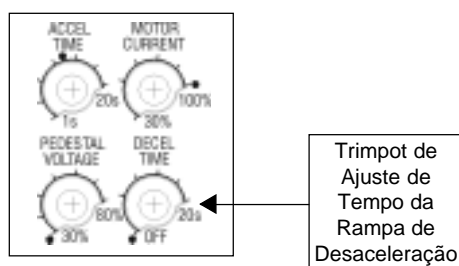 ACCEL MOTOR
TIME CURRENT
20s 100%
1s 30%
PEDESTAL DECEL
VOLTAGE TIME
80% 20s
30% OFF
Trimpot de
Ajuste de
Tempo da
Rampa de
Desaceleração